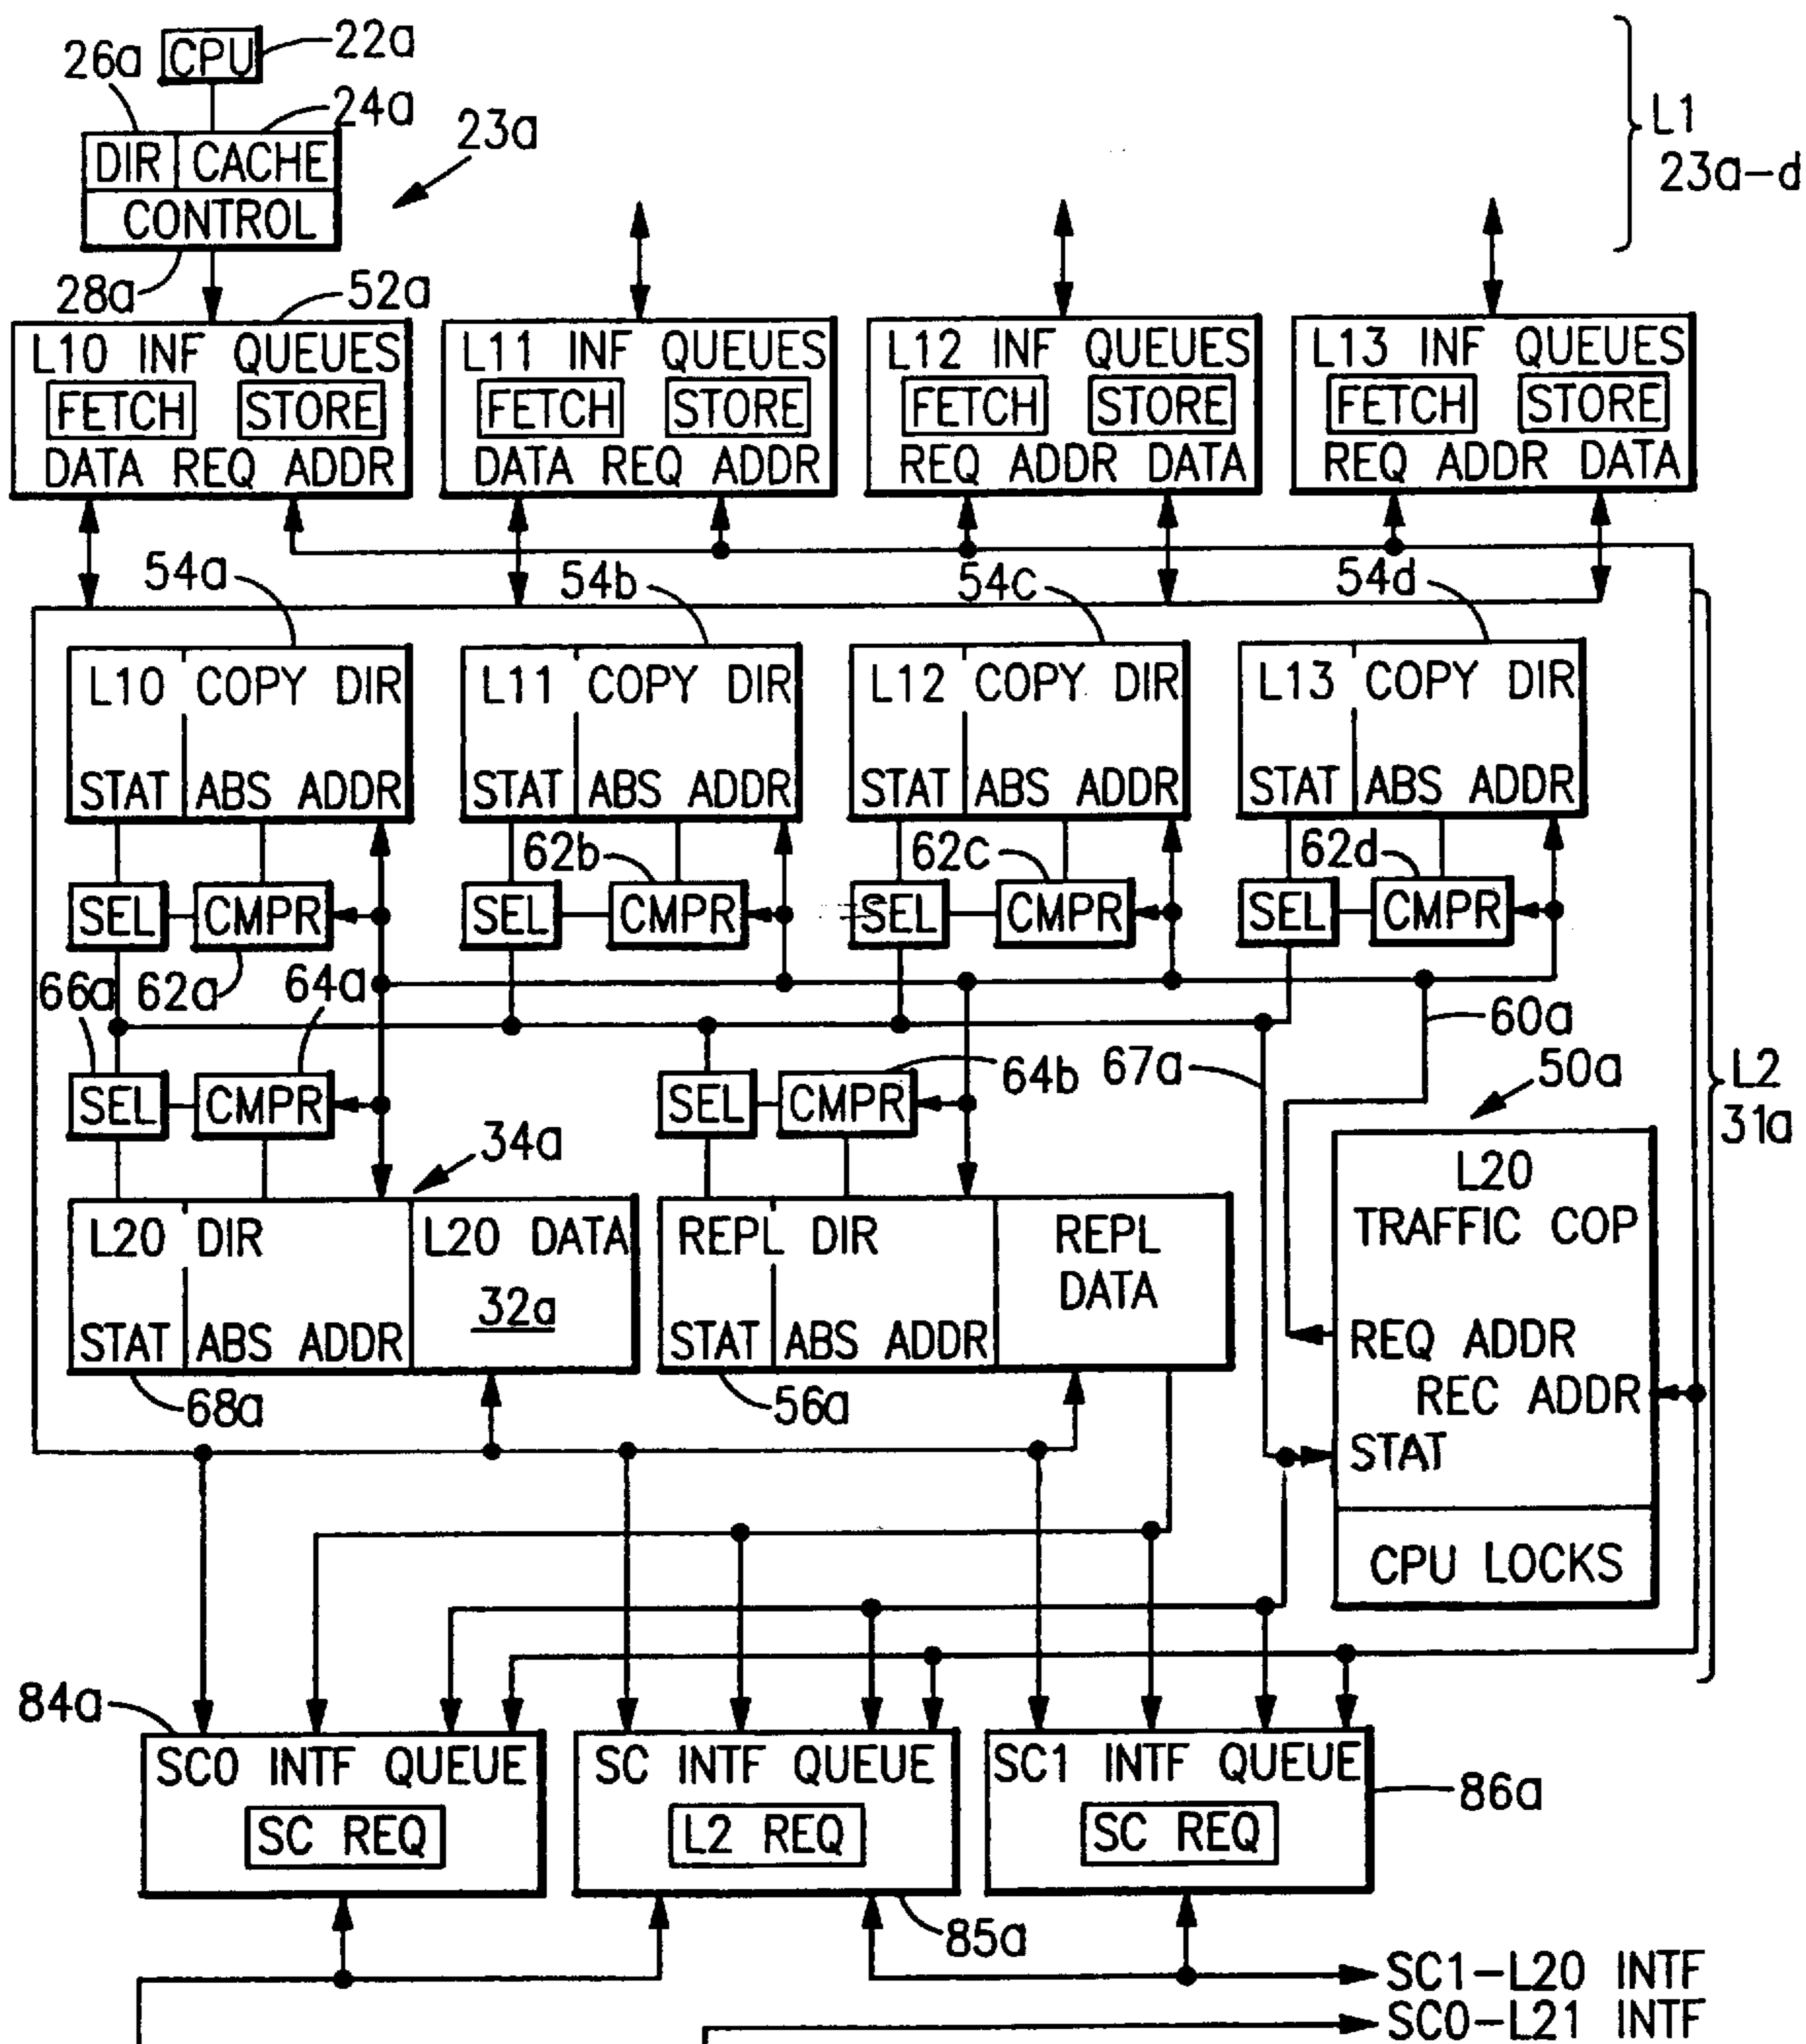 CPU
22a
26a
24a
DIR CACHE
23a
CONTROL
28a
L1
23a-d
52a
L10 INF QUEUES
FETCH STORE
DATA REQ ADDR
L11 INF QUEUES
FETCH STORE
DATA REQ ADDR
L12 INF QUEUES
FETCH STORE
REQ ADDR DATA
L13 INF QUEUES
FETCH STORE
REQ ADDR DATA
54a
54b
54c
54d
L10 COPY DIR
STAT ABS ADDR
L11 COPY DIR
STAT ABS ADDR
L12 COPY DIR
STAT ABS ADDR
L13 COPY DIR
STAT ABS ADDR
62b
62c
62d
SEL CMPR
SEL CMPR
SEL CMPR
SEL CMPR
66a
62a
64a
60a
SEL CMPR
SEL CMPR
64b
67a
50a
L2
31a
34a
L20 DIR
STAT ABS ADDR
L20 DATA
32a
68a
REPL DIR
STAT ABS ADDR
REPL
DATA
56a
L20
TRAFFIC COP
REQ ADDR
REC ADDR
STAT
CPU LOCKS
84a
SC0 INTF QUEUE
SC REQ
SC INTF QUEUE
L2 REQ
85a
SC1 INTF QUEUE
SC REQ
86a
SC1-L20 INTF
SC0-L21 INTF